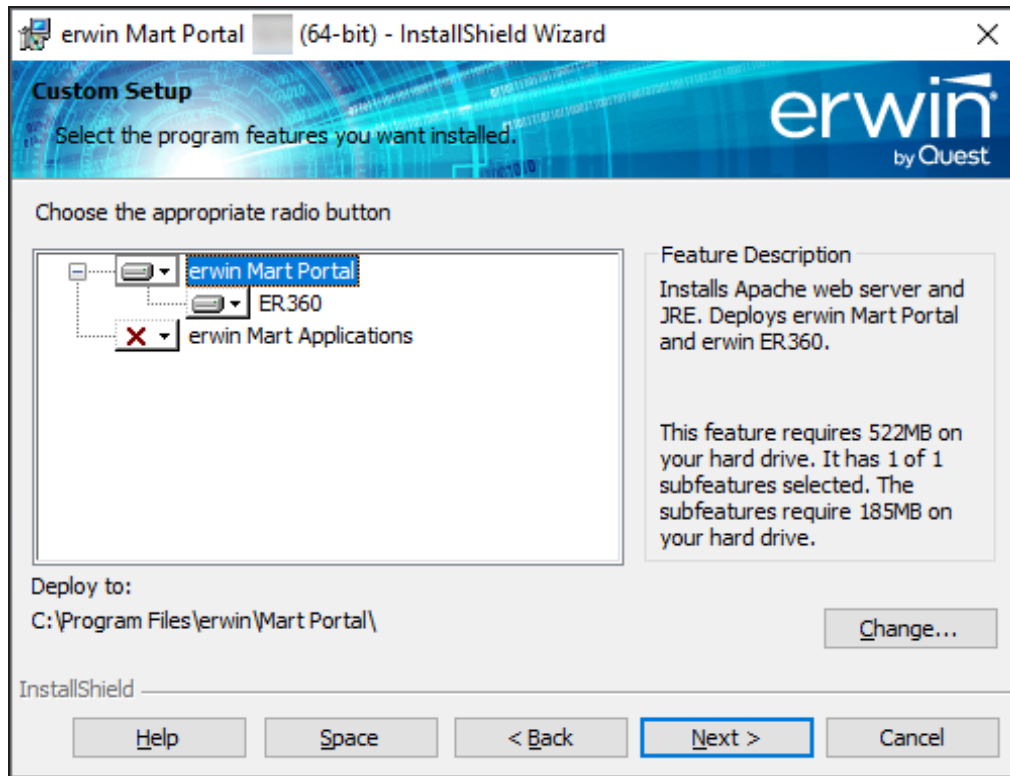 erwin Mart Portal (64-bit) - InstallShield Wizard
Custom Setup
Select the program features you want installed.
erwin
by Quest
Choose the appropriate radio button
erwin Mart Portal
ER360
erwin Mart Applications
Feature Description
Installs Apache web server and
JRE. Deploys erwin Mart Portal
and erwin ER360.
This feature requires 522MB on
your hard drive. It has 1 of 1
subfeatures selected. The
subfeatures require 185MB on
your hard drive.
Deploy to:
C:\Program Files\erwin\Mart Portal\
Change...
InstallShield
Help
Space
< Back
Next >
Cancel